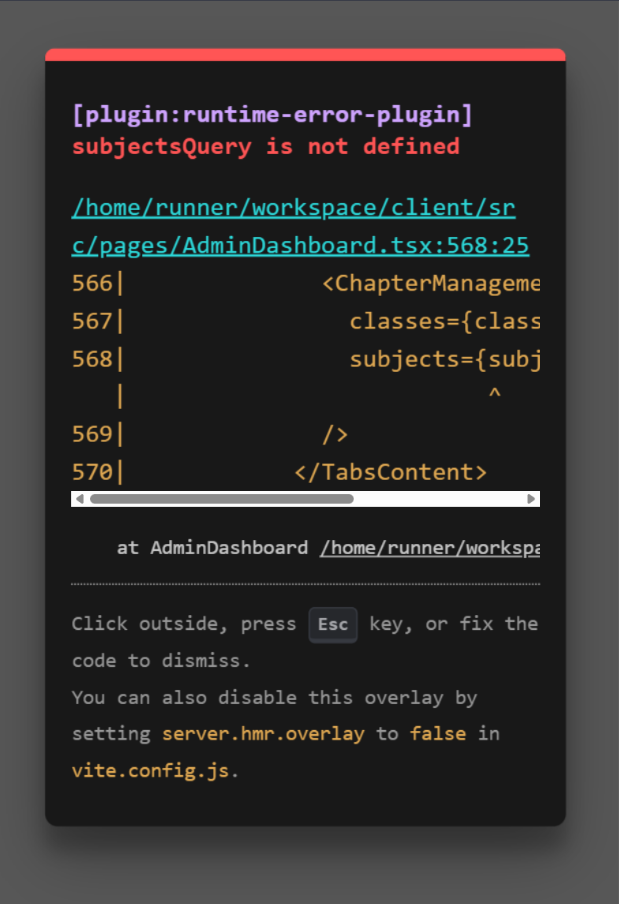 [plugin:runtime-error-plugin]
subjectsQuery is not defined
/home/runner/workspace/client/sr
c/pages/AdminDashboard.tsx:568:25
566| <ChapterManageme
567| classes={class
568| subjects={subj
| ^
569| />
570| </TabsContent>
at AdminDashboard /home/runner/workspa
Click outside, press Esc key, or fix the
code to dismiss.
You can also disable this overlay by
setting server.hmr.overlay to false in
vite.config.js.